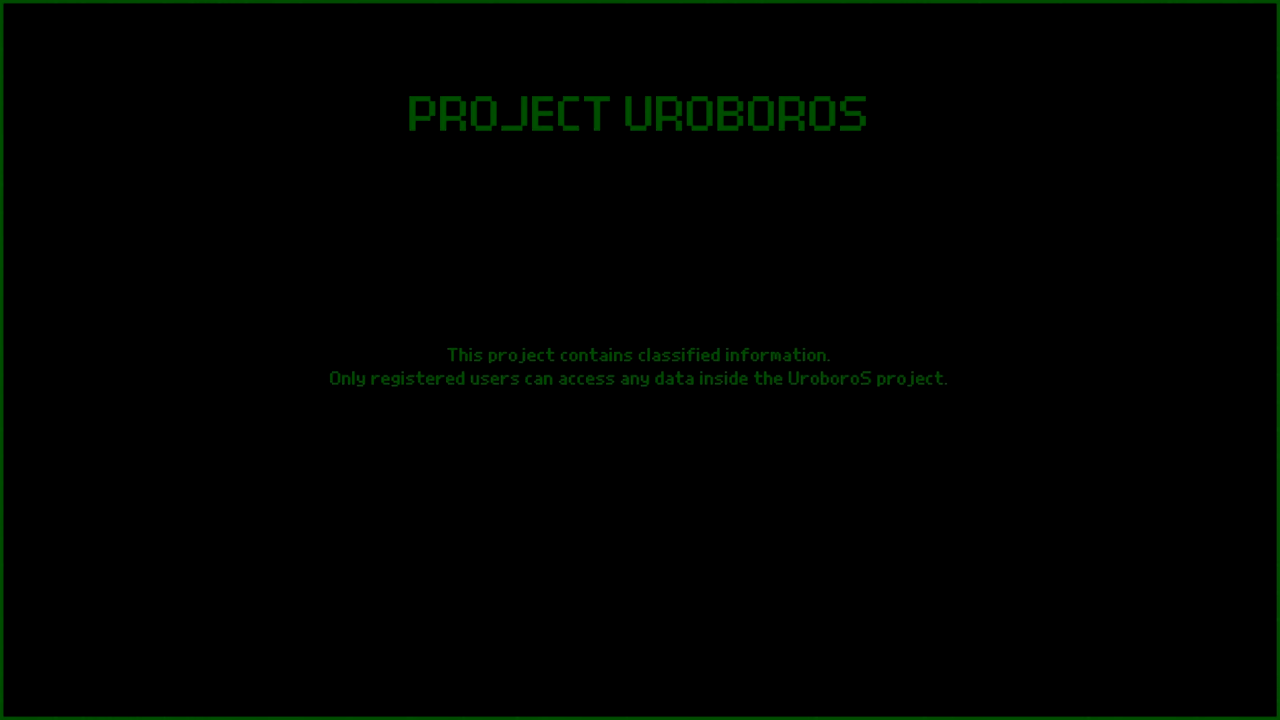 PROJECT UROBOROS
This project contains classified information.
Only registered users can access any data inside the UroboroS project.